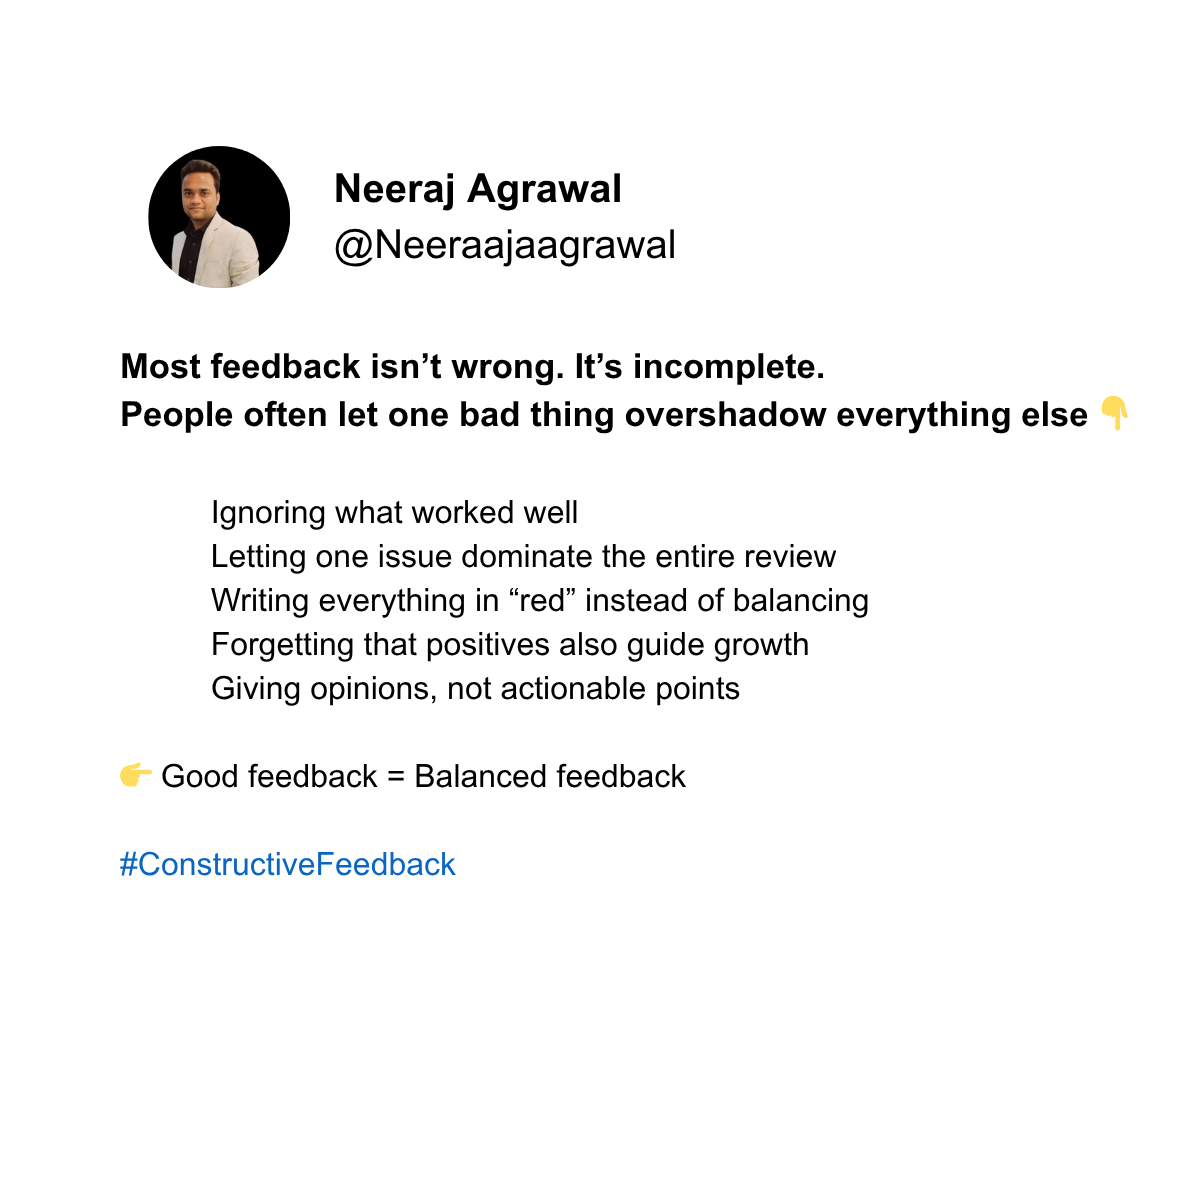 Neeraj Agrawal
@Neeraajaagrawal
Most feedback isn’t wrong. It’s incomplete.
People often let one bad thing overshadow everything else 👇
Ignoring what worked well
Letting one issue dominate the entire review
Writing everything in “red” instead of balancing
Forgetting that positives also guide growth
Giving opinions, not actionable points
👉 Good feedback = Balanced feedback
#ConstructiveFeedback